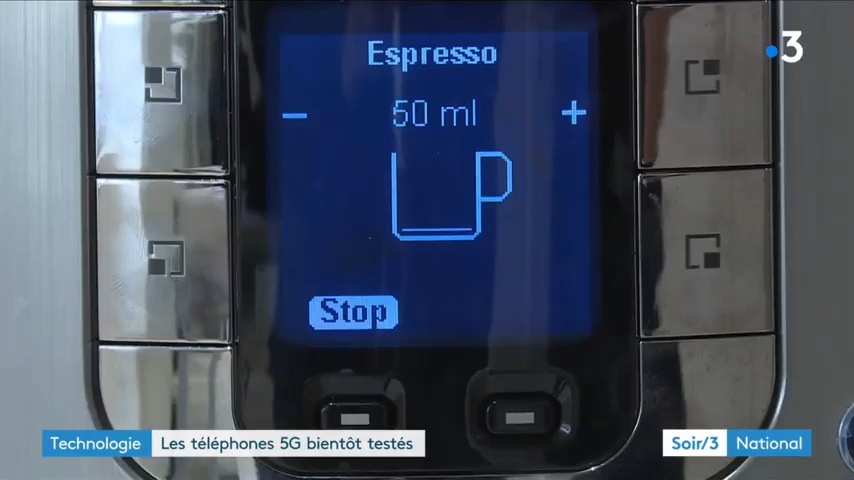 3
Espresso
− 50 ml +
Stop
Technologie Les téléphones 5G bientôt testés
Soir/3 National